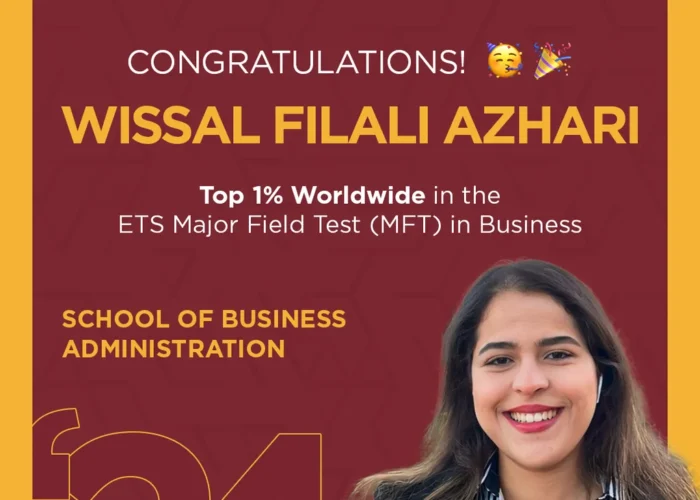 CONGRATULATIONS! 🥳 🎉
WISSAL FILALI AZHARI
Top 1% Worldwide in the
ETS Major Field Test (MFT) in Business
SCHOOL OF BUSINESS
ADMINISTRATION